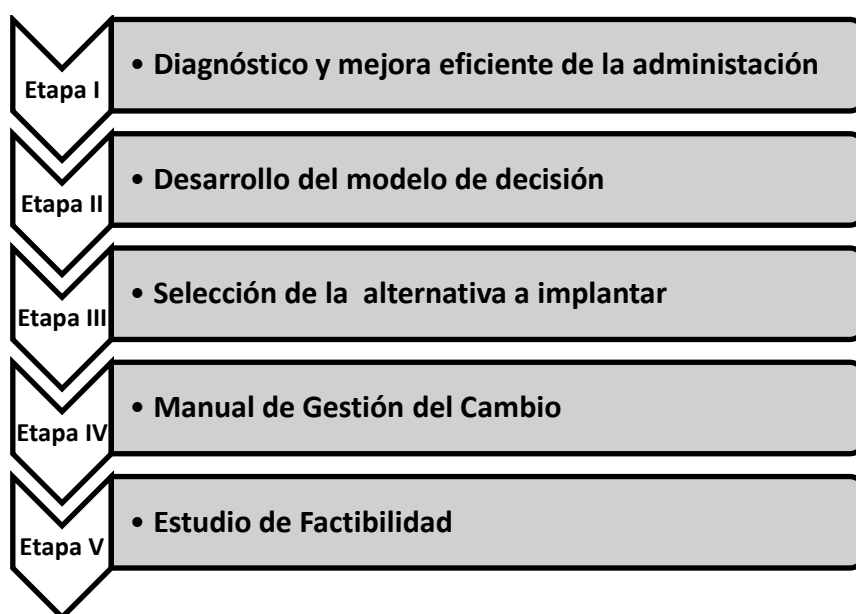 Etapa I
• Diagnóstico y mejora eficiente de la administación
Etapa II
• Desarrollo del modelo de decisión
Etapa III
• Selección de la  alternativa a implantar
Etapa IV
• Manual de Gestión del Cambio
Etapa V
• Estudio de Factibilidad